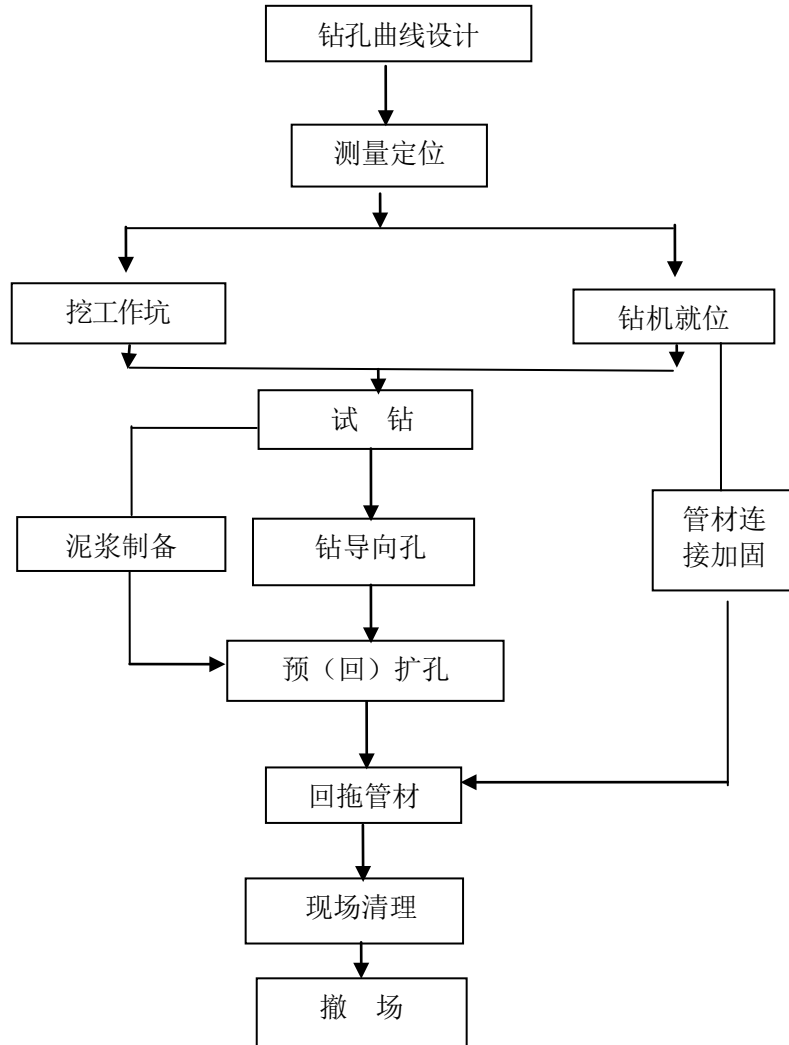 钻孔曲线设计
测量定位
挖工作坑
钻机就位
试 钻
泥浆制备
钻导向孔
管材连
接加固
预（回）扩孔
回拖管材
现场清理
撤 场